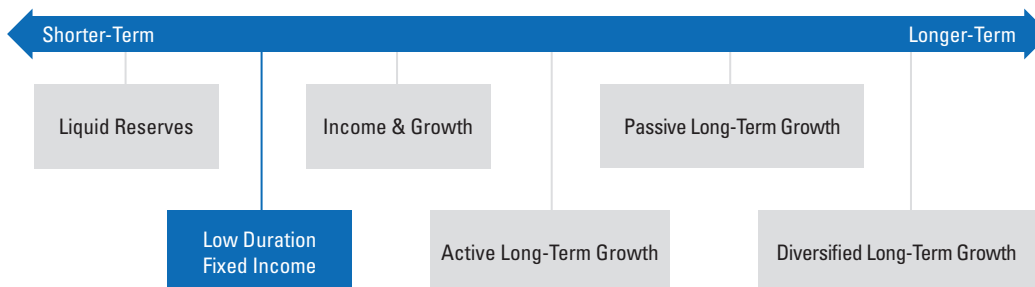 Shorter-Term
Longer-Term
Liquid Reserves
Income & Growth
Passive Long-Term Growth
Low Duration
Fixed Income
Active Long-Term Growth
Diversified Long-Term Growth